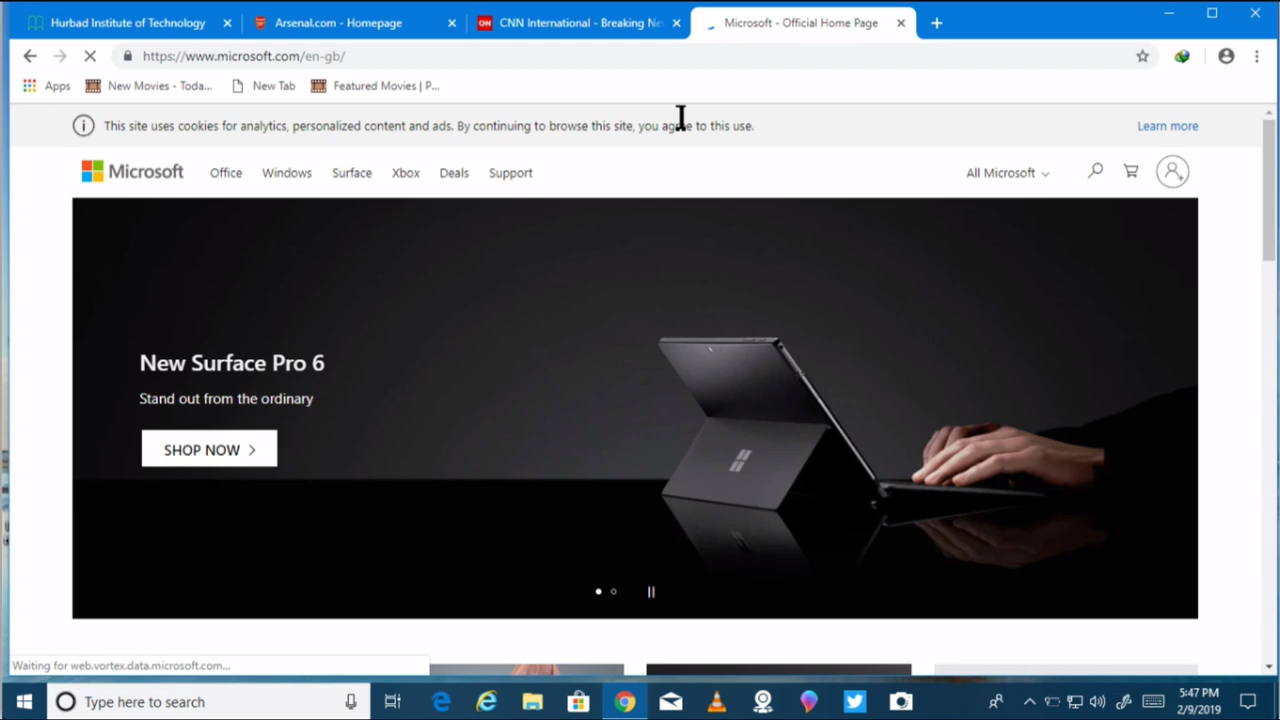 Hurbad Institute of Technology
Arsenal.com - Homepage
CNN International - Breaking Ne
Microsoft - Official Home Page
https://www.microsoft.com/en-gb/
Apps
New Movies - Toda...
New Tab
Featured Movies | P...
This site uses cookies for analytics, personalized content and ads. By continuing to browse this site, you agree to this use.
Learn more
Microsoft
Office
Windows
Surface
Xbox
Deals
Support
All Microsoft
New Surface Pro 6
Stand out from the ordinary
SHOP NOW
Waiting for web.vortex.data.microsoft.com...
Type here to search
5:47 PM
2/9/2019